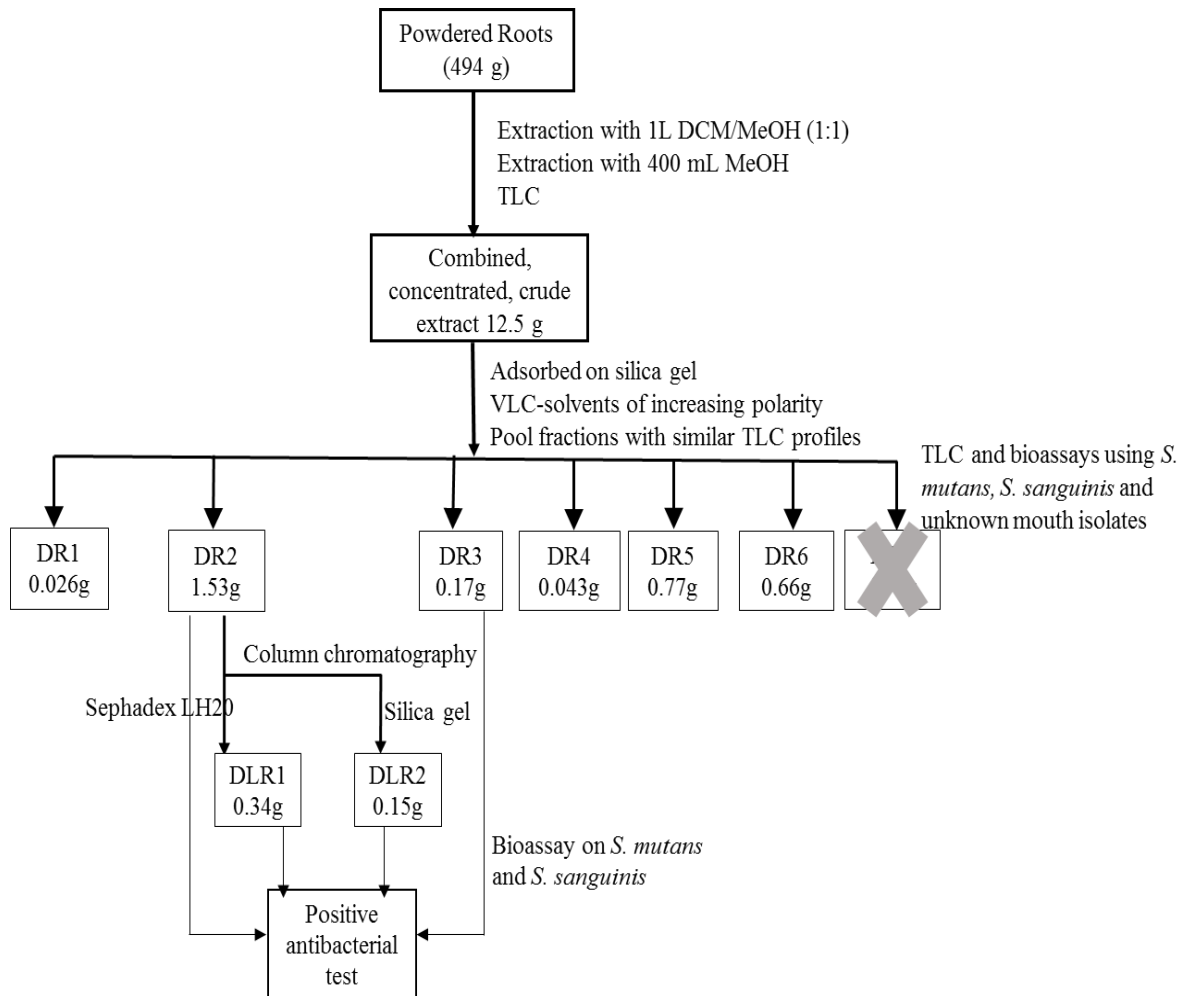 Powdered Roots
(494 g)
Extraction with 1L DCM/MeOH (1:1)
Extraction with 400 mL MeOH
TLC
Combined,
concentrated, crude
extract 12.5 g
Adsorbed on silica gel
VLC-solvents of increasing polarity
Pool fractions with similar TLC profiles
TLC and bioassays using S.
mutans, S. sanguinis and
unknown mouth isolates
DR1
0.026g
DR2
1.53g
DR3
0.17g
DR4
0.043g
DR5
0.77g
DR6
0.66g
Column chromatography
Sephadex LH20
Silica gel
DLR1
0.34g
DLR2
0.15g
Bioassay on S. mutans
and S. sanguinis
Positive
antibacterial
test